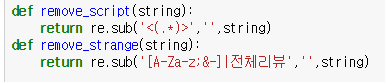 def remove_script(string):
    return re.sub('<(.+)>','',string)
def remove_strange(string):
    return re.sub('[A-Za-z;&-]|전체리뷰','',string)